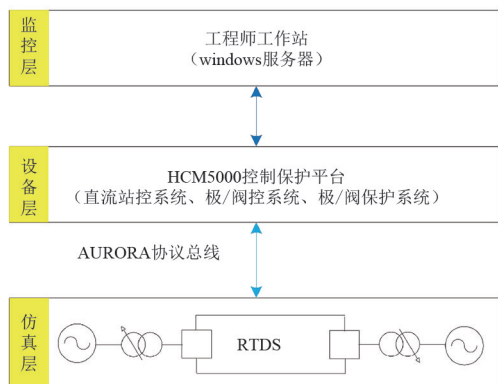 监控层
工程师工作站
（windows服务器）
设备层
HCM5000控制保护平台
（直流站控系统、极/阀控系统、极/阀保护系统）
AURORA协议总线
仿真层
RTDS